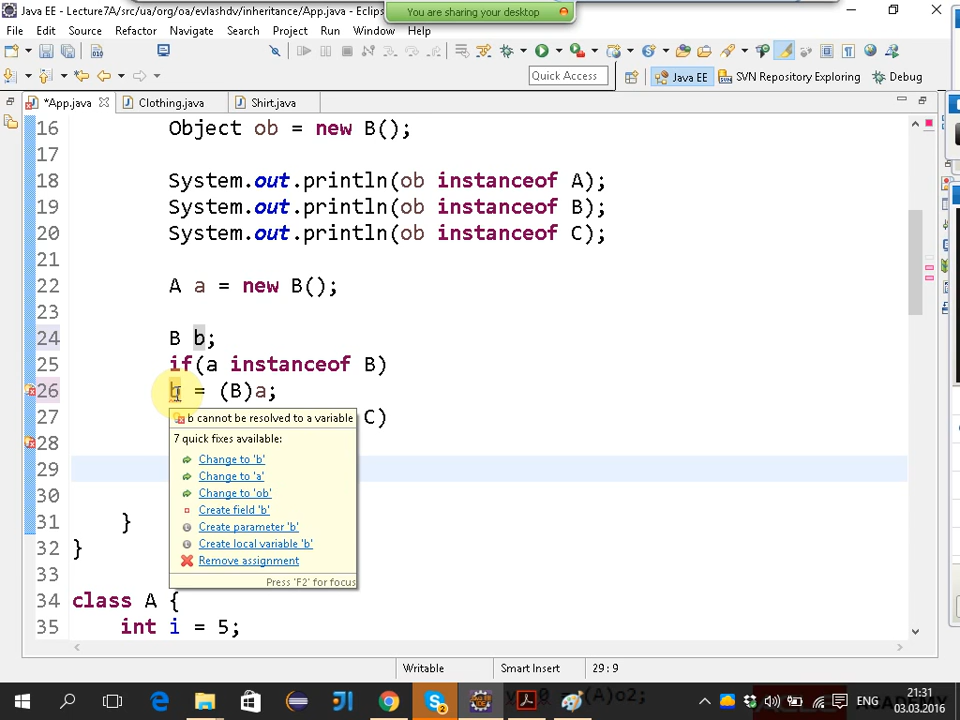 Java EE - Lecture7A/src/ua/org/oa/evlashdv/inheritance/App.java - Eclips
You are sharing your desktop
File Edit Source Refactor Navigate Search Project Run Window Help
Quick Access
Java EE
SVN Repository Exploring
Debug
*App.java
Clothing.java
Shirt.java
16 Object ob = new B();
17
18 System.out.println(ob instanceof A);
19 System.out.println(ob instanceof B);
20 System.out.println(ob instanceof C);
21
22 A a = new B();
23
24 B b;
25 if(a instanceof B)
26 b = (B)a;
27 C)
28
29
30
31 }
32 }
33
34 class A {
35 int i = 5;
b cannot be resolved to a variable
7 quick fixes available:
Change to 'b'
Change to 'a'
Change to 'ob'
Create field 'b'
Create parameter 'b'
Create local variable 'b'
Remove assignment
Press 'F2' for focus
Writable
Smart Insert
29 : 9
= (A)o2;
ENG
21:31
03.03.2016